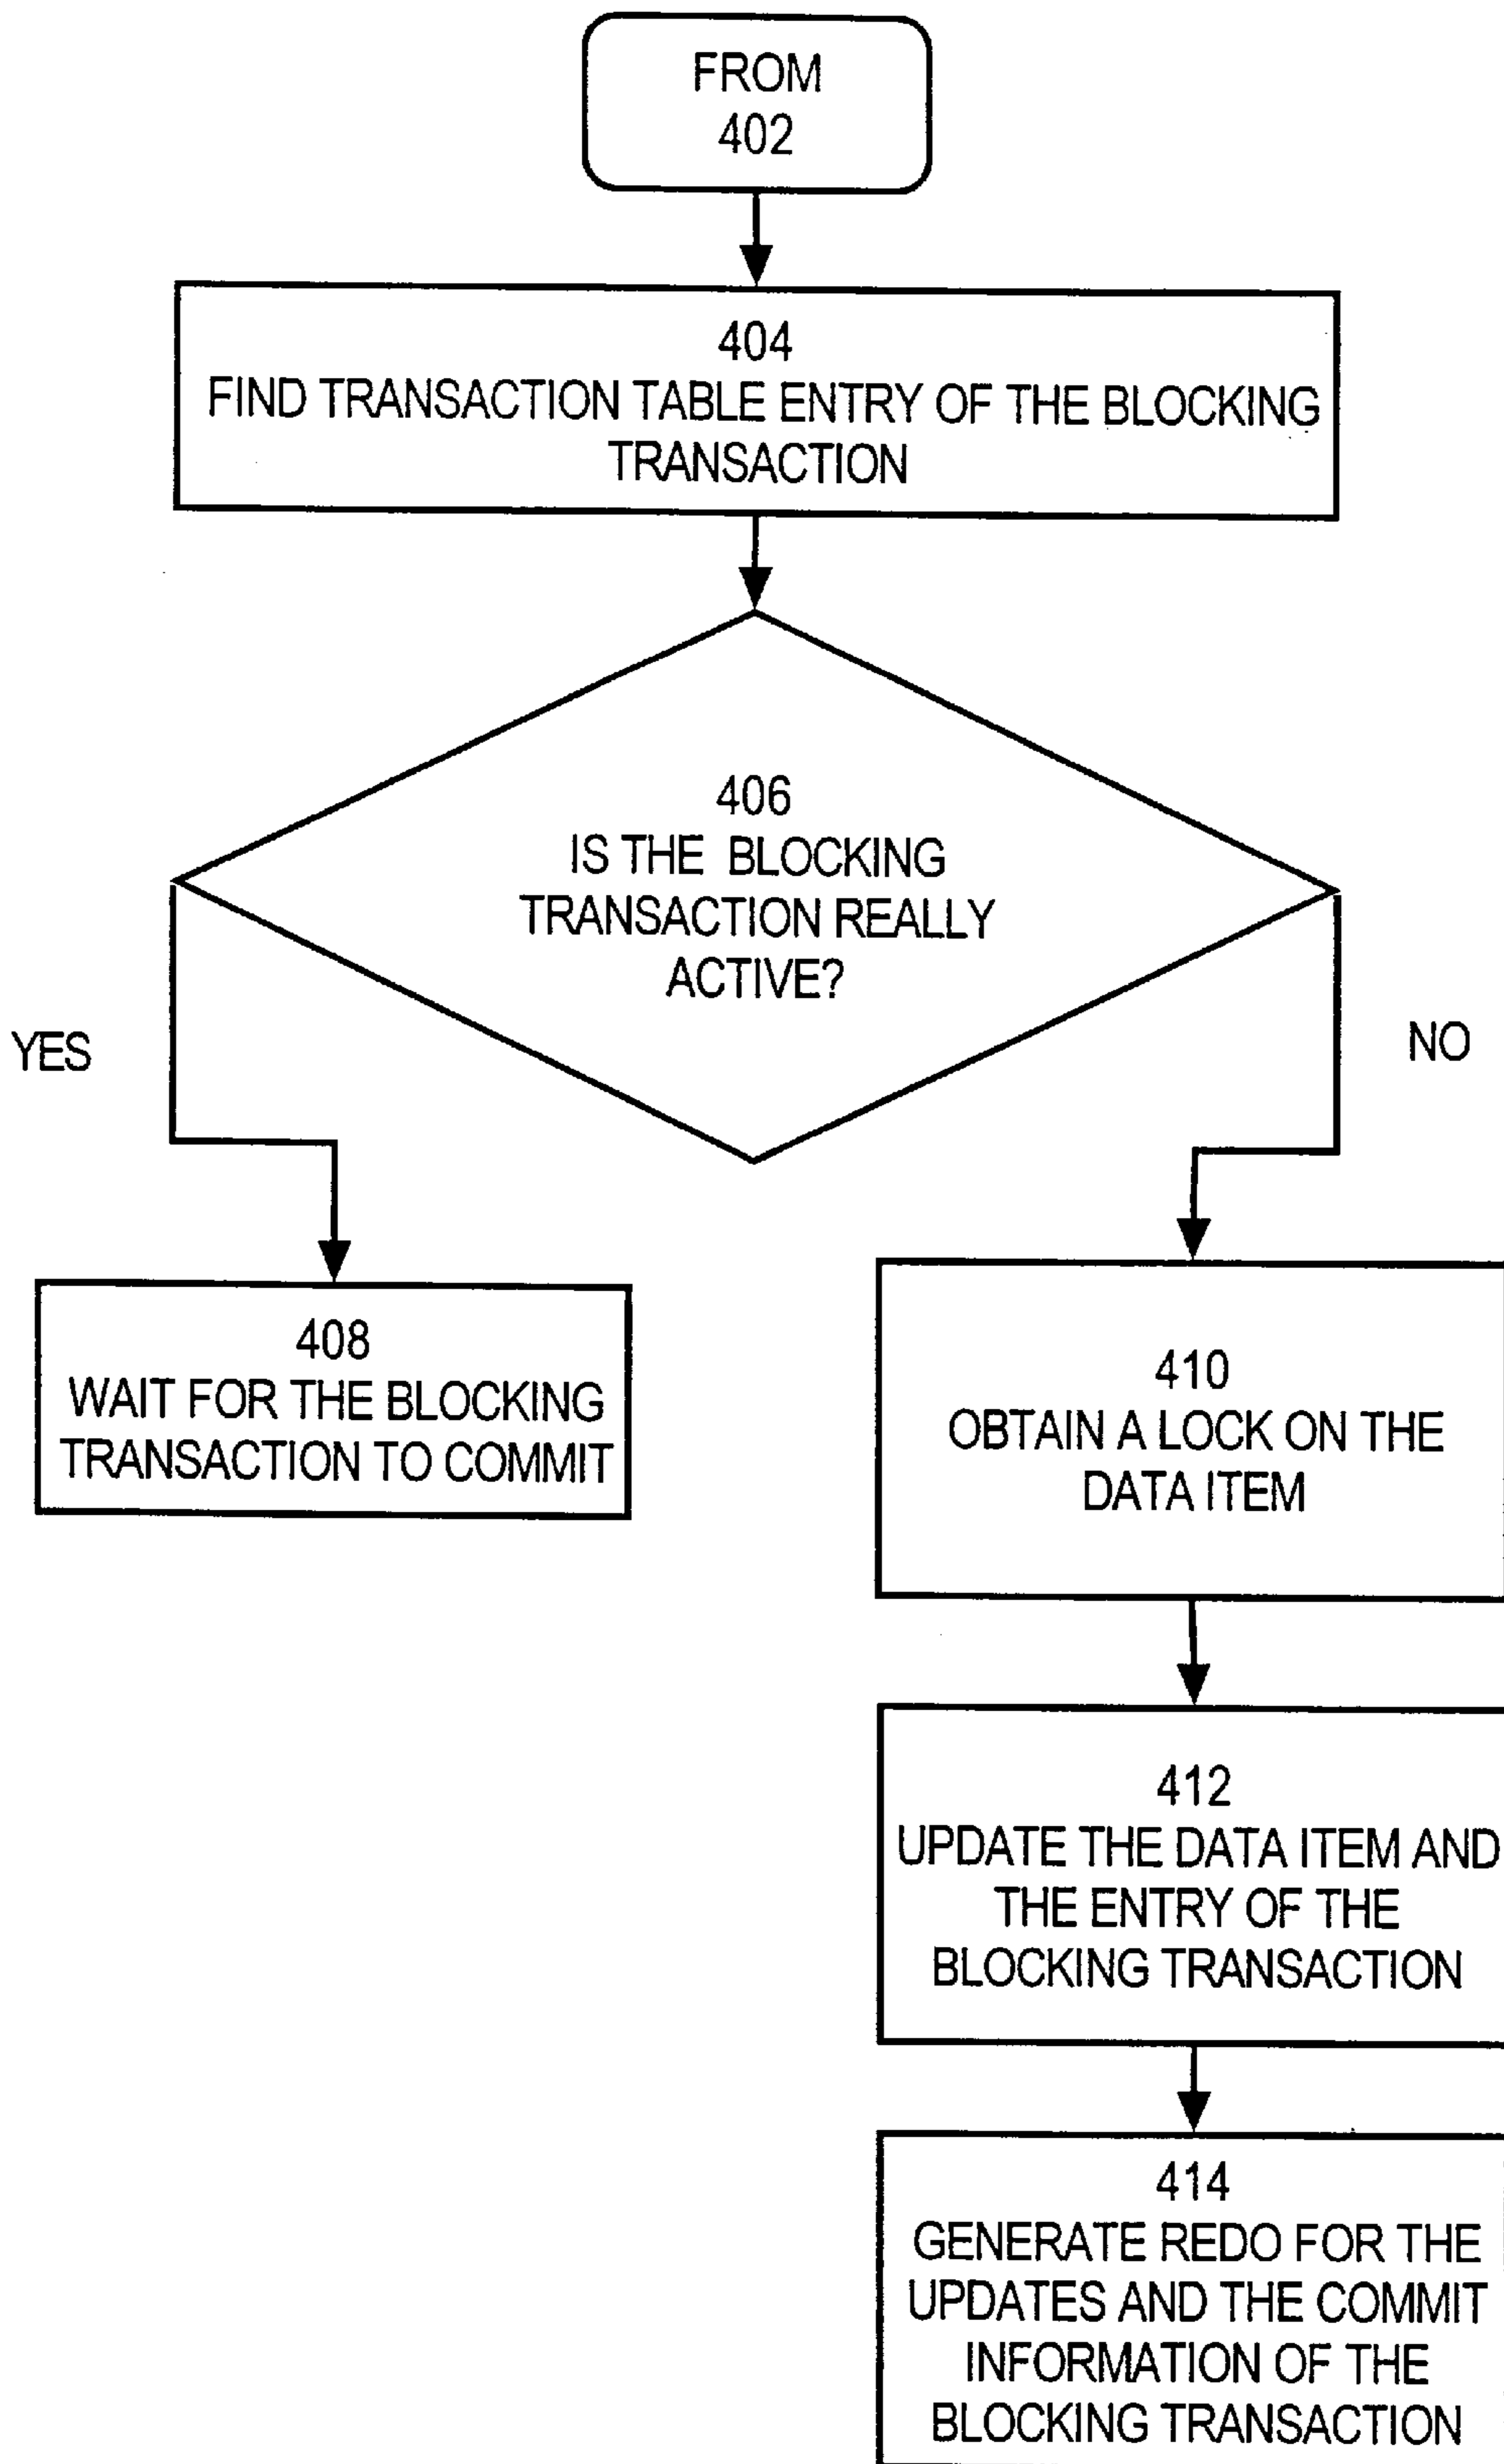 FROM
402
404
FIND TRANSACTION TABLE ENTRY OF THE BLOCKING
TRANSACTION
406
IS THE BLOCKING
TRANSACTION REALLY
ACTIVE?
YES
NO
408
WAIT FOR THE BLOCKING
TRANSACTION TO COMMIT
410
OBTAIN A LOCK ON THE
DATA ITEM
412
UPDATE THE DATA ITEM AND
THE ENTRY OF THE
BLOCKING TRANSACTION
414
GENERATE REDO FOR THE
UPDATES AND THE COMMIT
INFORMATION OF THE
BLOCKING TRANSACTION